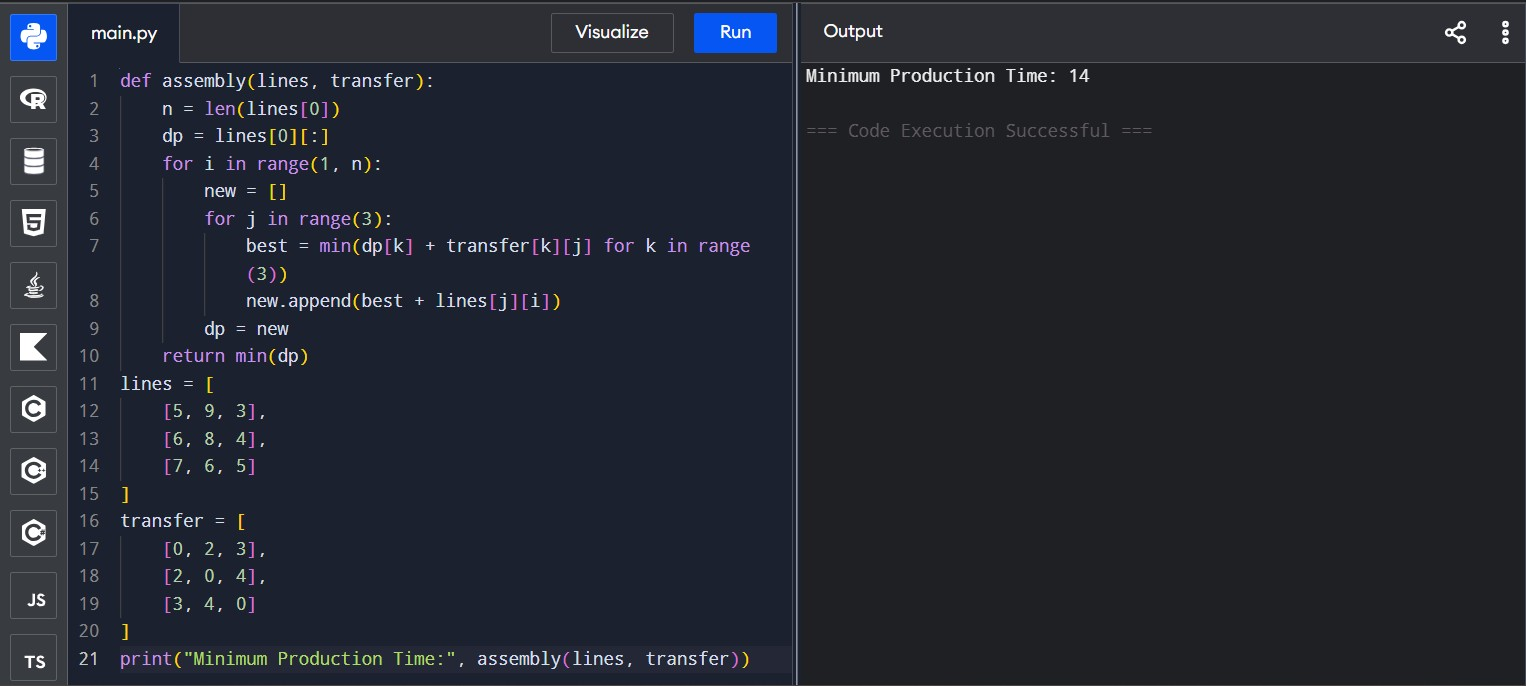 main.py
Visualize
Run
Output
1 def assembly(lines, transfer):
2     n = len(lines[0])
3     dp = lines[0][:]
4     for i in range(1, n):
5         new = []
6         for j in range(3):
7             best = min(dp[k] + transfer[k][j] for k in range
            (3))
8             new.append(best + lines[j][i])
9         dp = new
10     return min(dp)
11 lines = [
12     [5, 9, 3],
13     [6, 8, 4],
14     [7, 6, 5]
15 ]
16 transfer = [
17     [0, 2, 3],
18     [2, 0, 4],
19     [3, 4, 0]
20 ]
21 print("Minimum Production Time:", assembly(lines, transfer))
Minimum Production Time: 14
=== Code Execution Successful ===
R
5
C
C++
C#
JS
TS